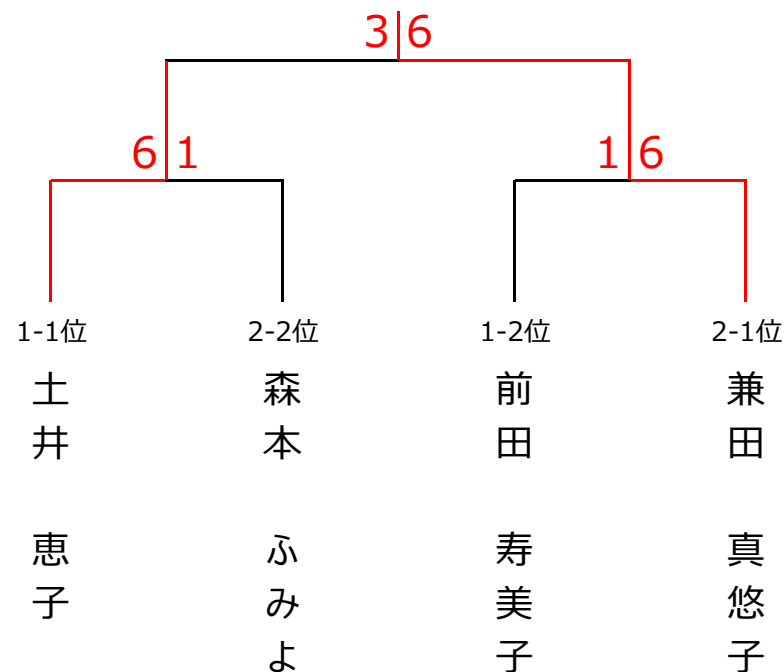 3 6
6 1
1 6
1-1位
2-2位
1-2位
2-1位
土井 恵子
森本 ふみよ
前田 寿美子
兼田 真悠子